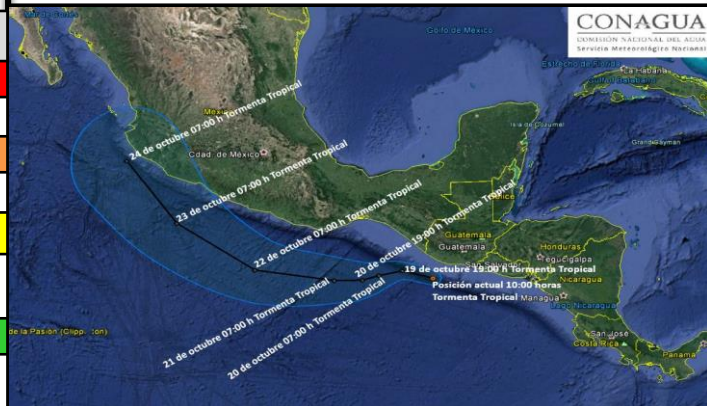 CONAGUA
COMISIÓN NACIONAL DEL AGUA
Servicio Meteorológico Nacional
Golfo de México
Estrecho de Florida
La Habana
Isla de Cozumel
Grand Cayman
24 de octubre 07:00 h Tormenta Tropical
México
Cdad. de México
23 de octubre 07:00 h Tormenta Tropical
22 de octubre 07:00 h Tormenta Tropical
20 de octubre 19:00 h Tormenta Tropical
Guatemala
Guatemala
Honduras
Tegucigalpa
San Salvador
19 de octubre 19:00 h Tormenta Tropical
Nicaragua
Posición actual 10:00 horas
Tormenta Tropical
Managua
Lago Nicaragua
21 de octubre 07:00 h Tormenta Tropical
20 de octubre 07:00 h Tormenta Tropical
de la Pasión
San José
Costa Rica
Panamá